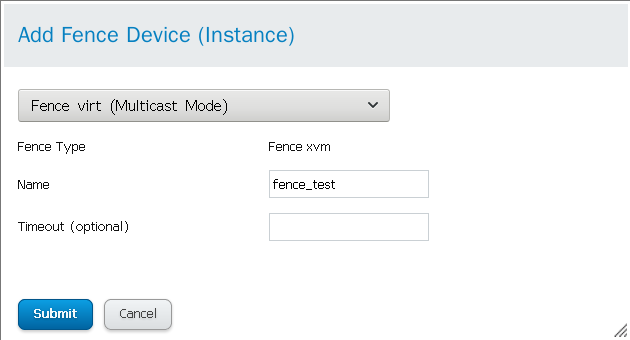 Add Fence Device (Instance)
Fence virt (Multicast Mode)
Fence Type Fence xvm
Name fence_test
Timeout (optional)
Submit Cancel